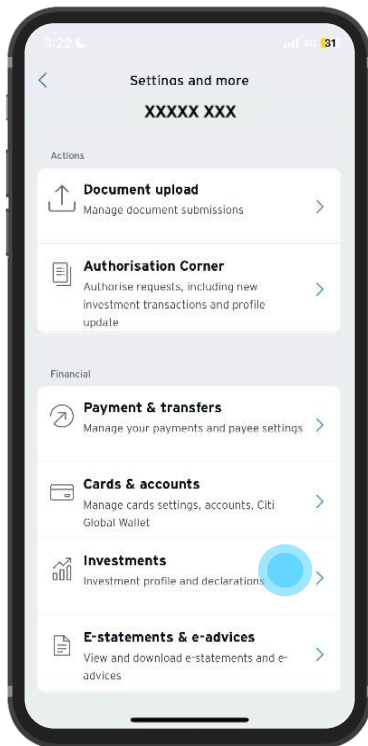 3:22
4G 31
Settings and more
XXXXX XXX
Actions
Document upload
Manage document submissions
Authorisation Corner
Authorise requests, including new
investment transactions and profile
update
Financial
Payment & transfers
Manage your payments and payee settings
Cards & accounts
Manage cards settings, accounts, Citi
Global Wallet
Investments
Investment profile and declarations
E-statements & e-advices
View and download e-statements and e-
advices